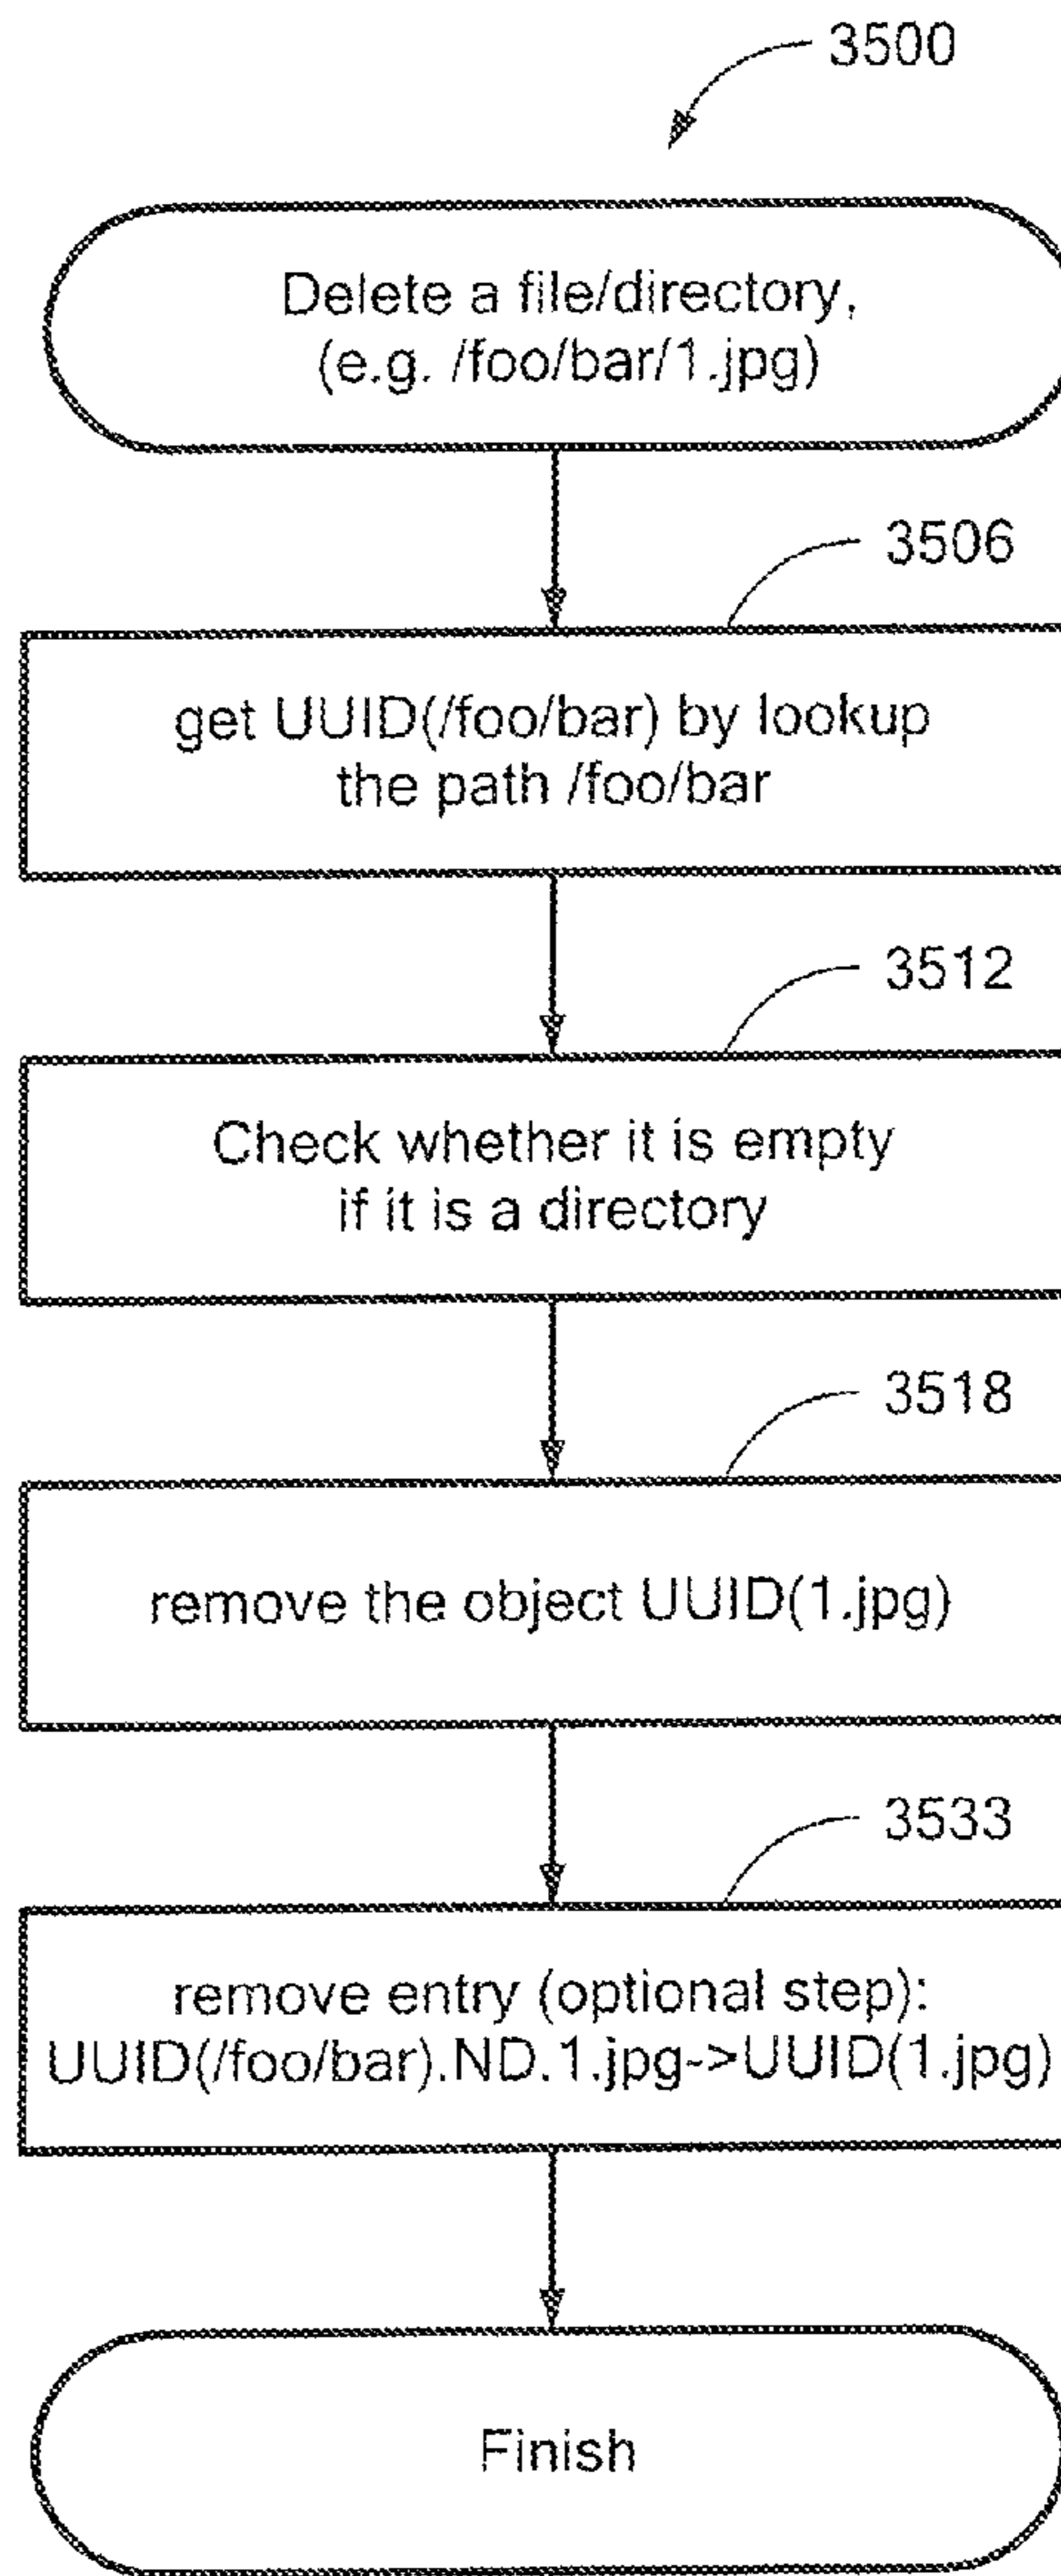 3500
Delete a file/directory,
(e.g. /foo/bar/1.jpg)
3506
get UUID(/foo/bar) by lookup
the path /foo/bar
3512
Check whether it is empty
if it is a directory
3518
remove the object UUID(1.jpg)
3533
remove entry (optional step):
UUID(/foo/bar).ND.1.jpg->UUID(1.jpg)
Finish